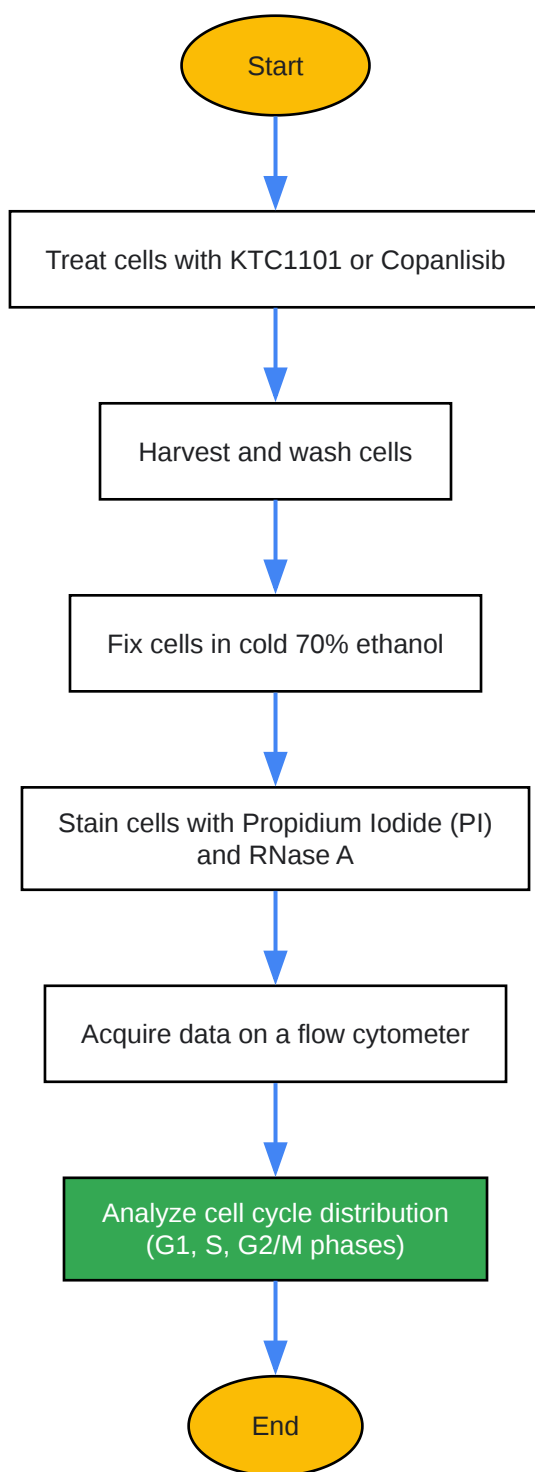 Start
Treat cells with KTC1101 or Copanlisib
Harvest and wash cells
Fix cells in cold 70% ethanol
Stain cells with Propidium Iodide (PI)
and RNase A
Acquire data on a flow cytometer
Analyze cell cycle distribution
(G1, S, G2/M phases)
End